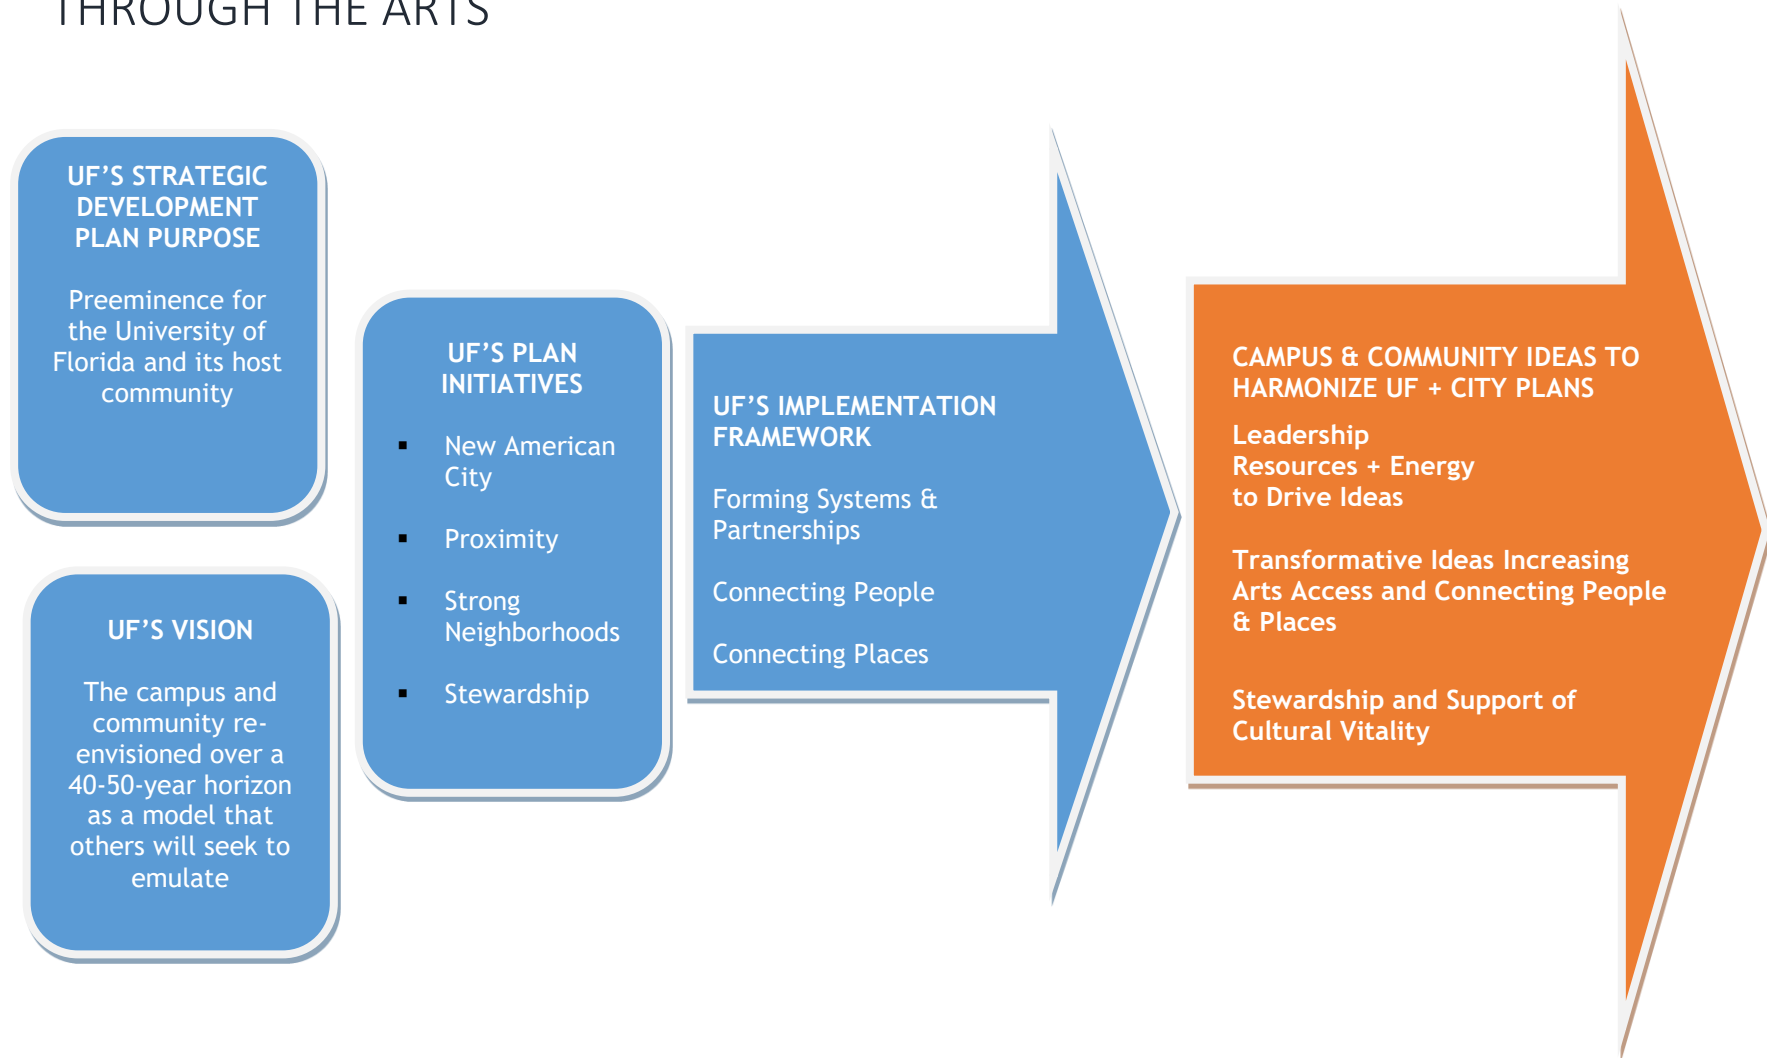 THROUGH THE ARTS
UF’S STRATEGIC
DEVELOPMENT
PLAN PURPOSE
Preeminence for
the University of
Florida and its host
community
UF’S VISION
The campus and
community re-
envisioned over a
40-50-year horizon
as a model that
others will seek to
emulate
UF’S PLAN
INITIATIVES
▪ New American
City
▪ Proximity
▪ Strong
Neighborhoods
▪ Stewardship
UF’S IMPLEMENTATION
FRAMEWORK
Forming Systems &
Partnerships
Connecting People
Connecting Places
CAMPUS & COMMUNITY IDEAS TO
HARMONIZE UF + CITY PLANS
Leadership
Resources + Energy
to Drive Ideas
Transformative Ideas Increasing
Arts Access and Connecting People
& Places
Stewardship and Support of
Cultural Vitality